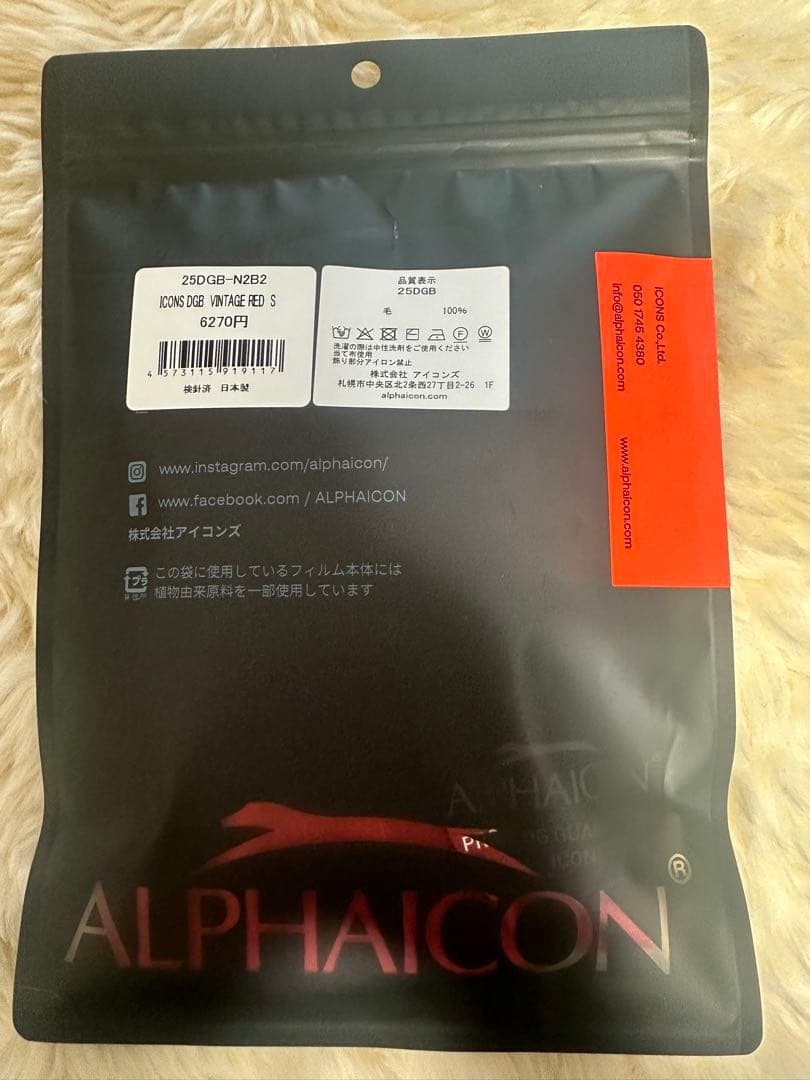 25DGB-N2B2
ICONS DGB VINTAGE RED S
6270円
4 573115 919117
検針済 日本製
品質表示
25DGB
毛 100%
洗濯の際は中性洗剤をご使用ください
当て布使用
飾り部分アイロン禁止
株式会社 アイコンズ
札幌市中央区北2条西27丁目2-26 1F
alphaicon.com
ICONS Co.,Ltd.
050 1745 4380
info@alphaicon.com
www.alphaicon.com
www.instagram.com/alphaicon/
www.facebook.com / ALPHAICON
株式会社アイコンズ
プラ
この袋に使用しているフィルム本体には
植物由来原料を一部使用しています
ALPHAICON®